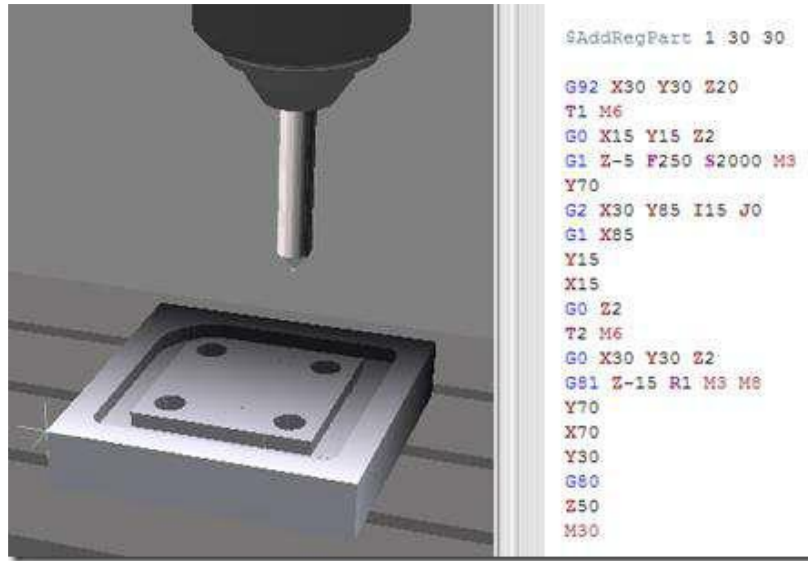 $AddRegPart 1 30 30
G92 X30 Y30 Z20
T1 M6
G0 X15 Y15 Z2
G1 Z-5 F250 S2000 M3
Y70
G2 X30 Y85 I15 J0
G1 X85
Y15
X15
G0 Z2
T2 M6
G0 X30 Y30 Z2
G81 Z-15 R1 M3 M8
Y70
X70
Y30
G80
Z50
M30